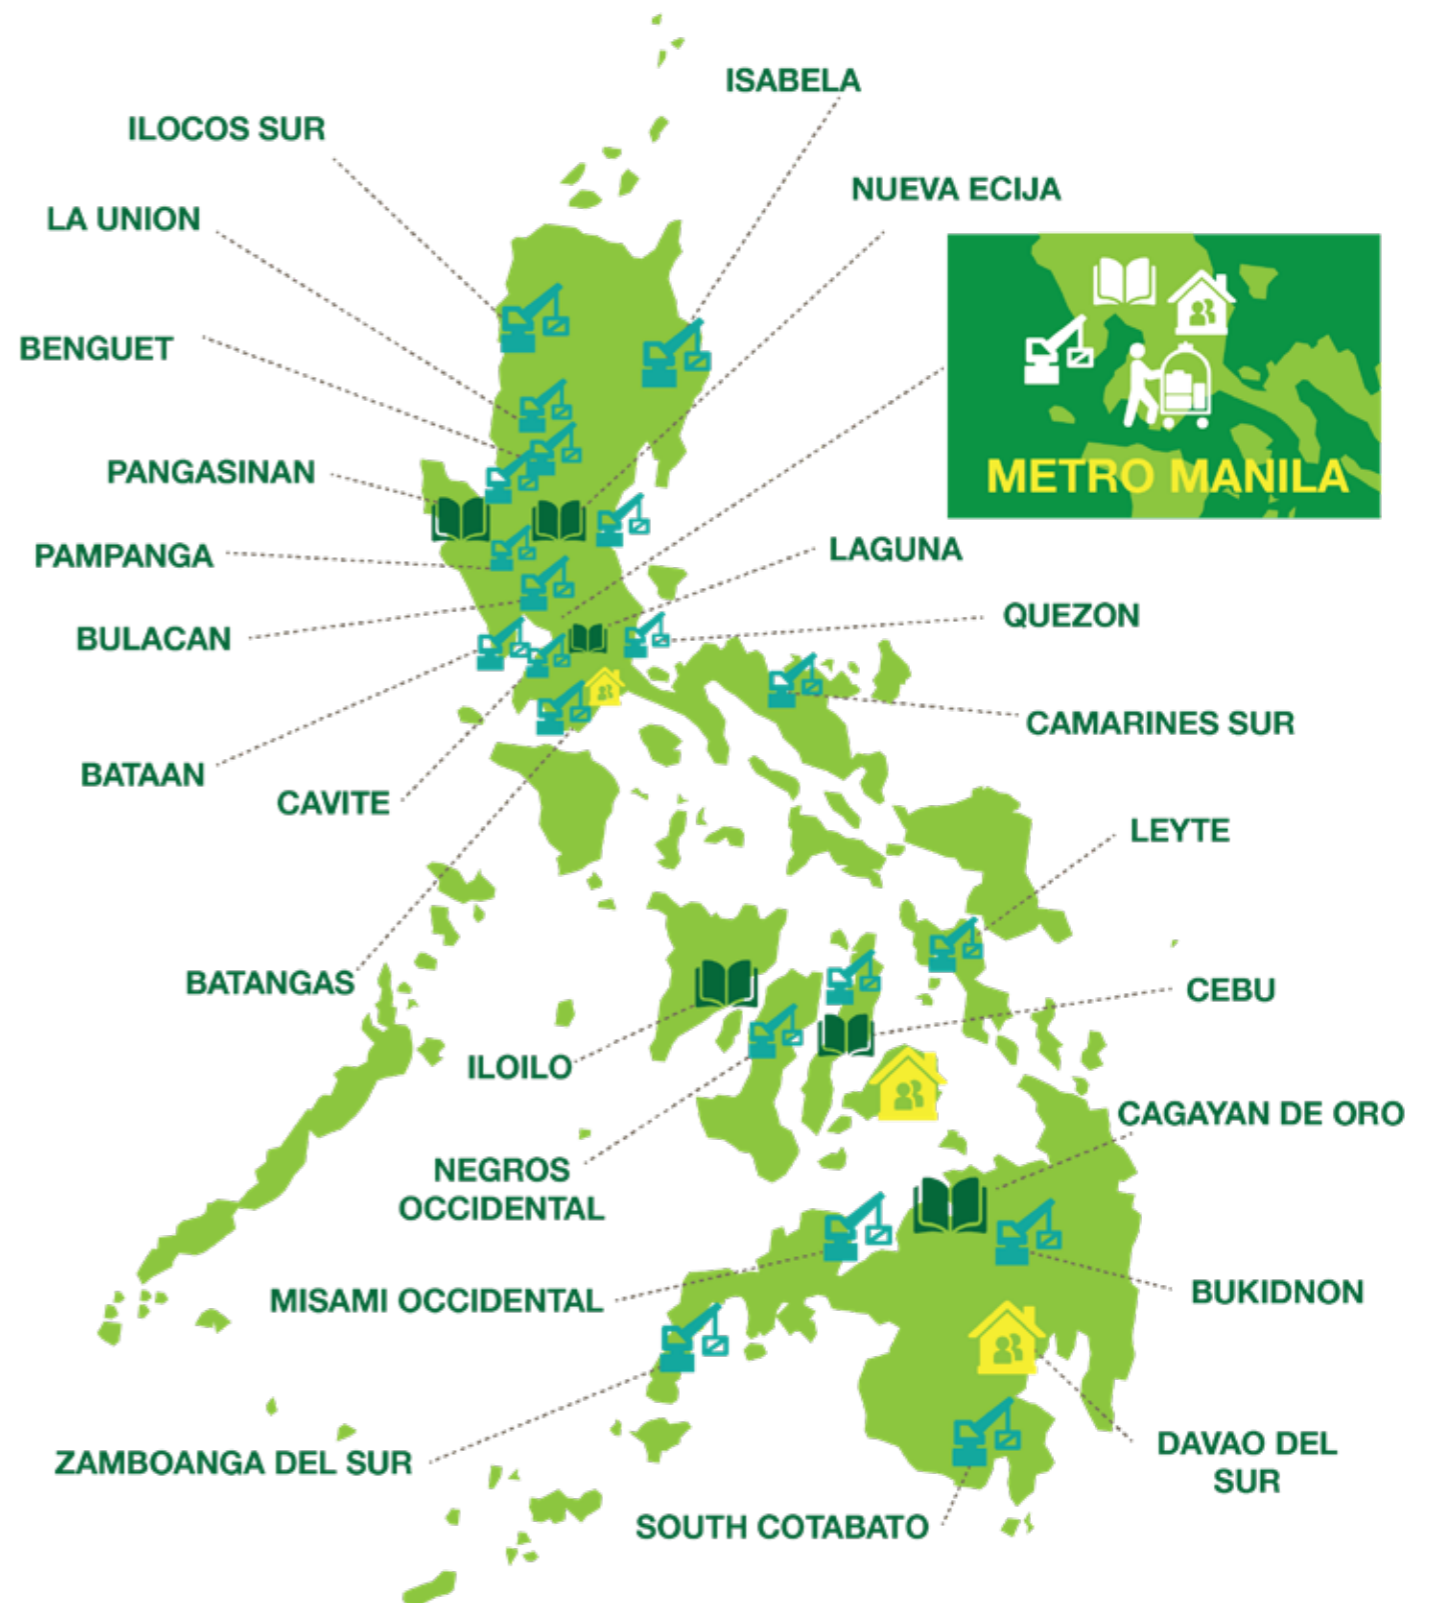 ISABELA
ILOCOS SUR
NUEVA ECIJA
LA UNION
BENGUET
METRO MANILA
PANGASINAN
LAGUNA
PAMPANGA
QUEZON
BULACAN
CAMARINES SUR
BATAAN
CAVITE
LEYTE
BATANGAS
CEBU
ILOILO
CAGAYAN DE ORO
NEGROS
OCCIDENTAL
BUKIDNON
MISAMI OCCIDENTAL
DAVAO DEL
SUR
ZAMBOANGA DEL SUR
SOUTH COTABATO